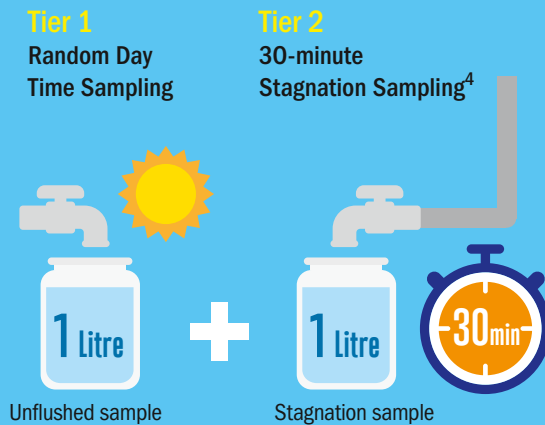 Tier 1
Random Day
Time Sampling
Tier 2
30-minute
Stagnation Sampling4
1 Litre
1 Litre
30min
Unflushed sample
Stagnation sample